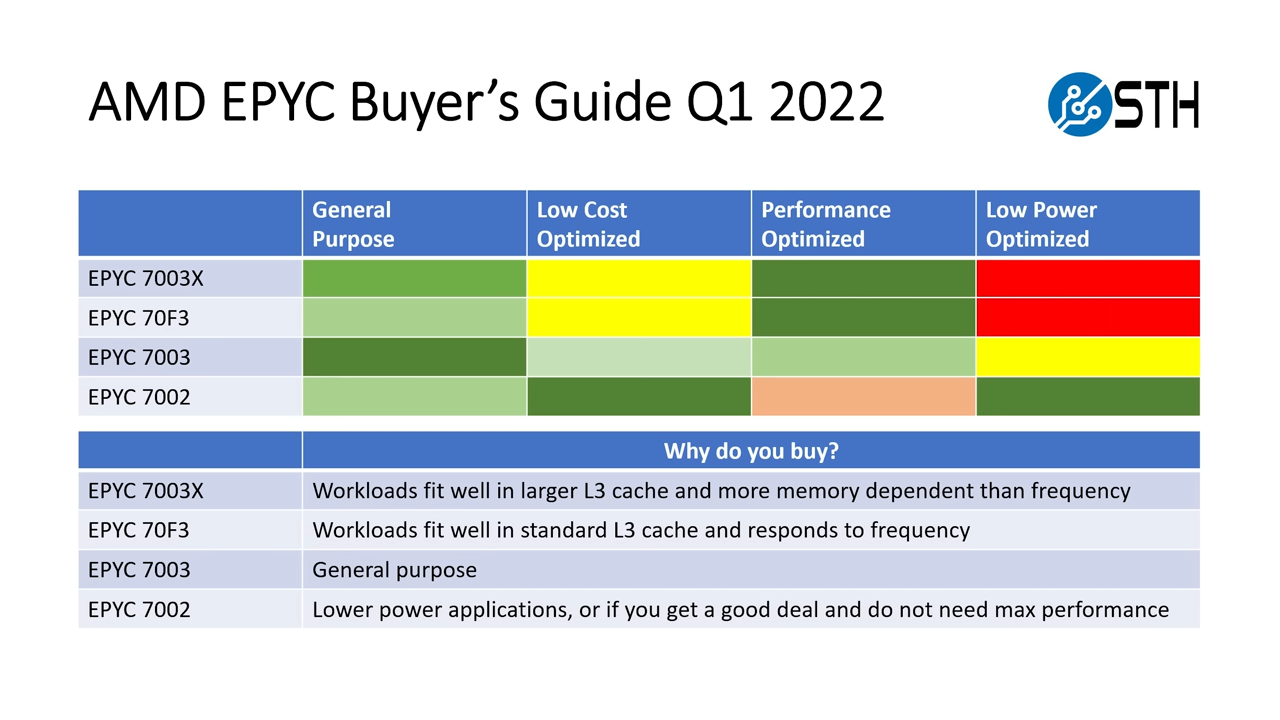 AMD EPYC Buyer’s Guide Q1 2022
STH
General
Purpose
Low Cost
Optimized
Performance
Optimized
Low Power
Optimized
EPYC 7003X
EPYC 70F3
EPYC 7003
EPYC 7002
Why do you buy?
EPYC 7003X
Workloads fit well in larger L3 cache and more memory dependent than frequency
EPYC 70F3
Workloads fit well in standard L3 cache and responds to frequency
EPYC 7003
General purpose
EPYC 7002
Lower power applications, or if you get a good deal and do not need max performance